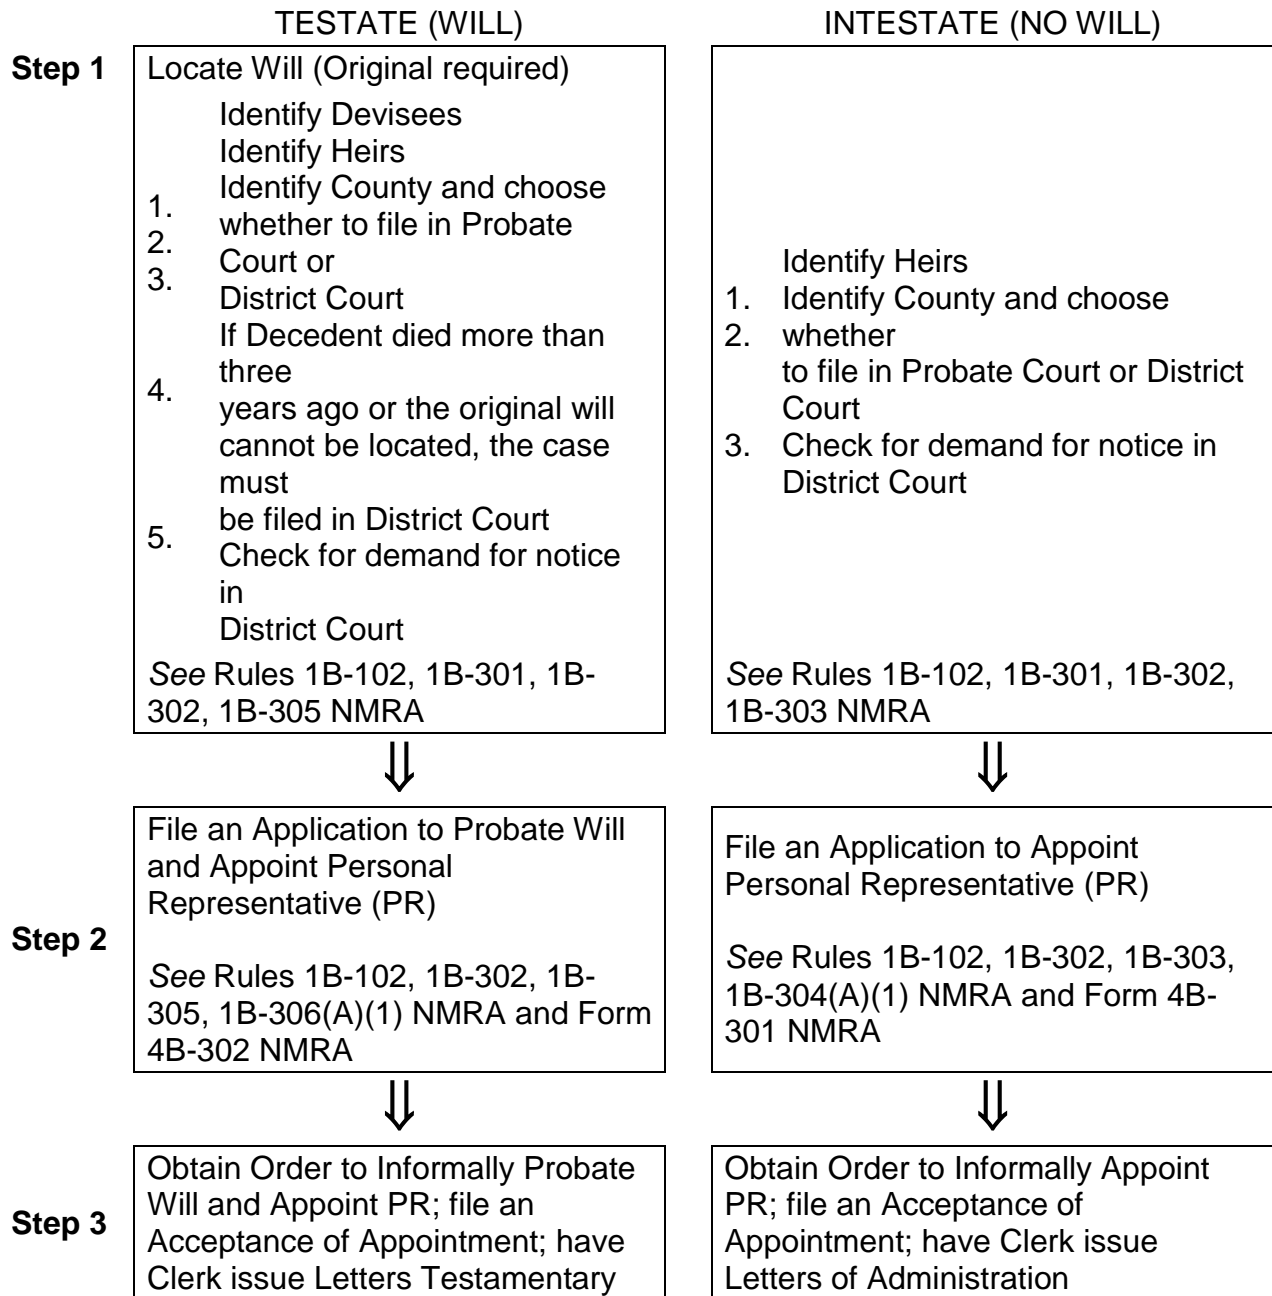 TESTATE (WILL)
INTESTATE (NO WILL)
Step 1
Locate Will (Original required)
1.
2.
3.
4.
5.
Identify Devisees
Identify Heirs
Identify County and choose
whether to file in Probate
Court or
District Court
If Decedent died more than
three
years ago or the original will
cannot be located, the case
must
be filed in District Court
Check for demand for notice
in
District Court
See Rules 1B-102, 1B-301, 1B-
302, 1B-305 NMRA
Identify Heirs
1. Identify County and choose
2. whether
to file in Probate Court or District
Court
3. Check for demand for notice in
District Court
See Rules 1B-102, 1B-301, 1B-302,
1B-303 NMRA
⇓
⇓
Step 2
File an Application to Probate Will
and Appoint Personal
Representative (PR)
See Rules 1B-102, 1B-302, 1B-
305, 1B-306(A)(1) NMRA and Form
4B-302 NMRA
File an Application to Appoint
Personal Representative (PR)
See Rules 1B-102, 1B-302, 1B-303,
1B-304(A)(1) NMRA and Form 4B-
301 NMRA
⇓
⇓
Step 3
Obtain Order to Informally Probate
Will and Appoint PR; file an
Acceptance of Appointment; have
Clerk issue Letters Testamentary
Obtain Order to Informally Appoint
PR; file an Acceptance of
Appointment; have Clerk issue
Letters of Administration